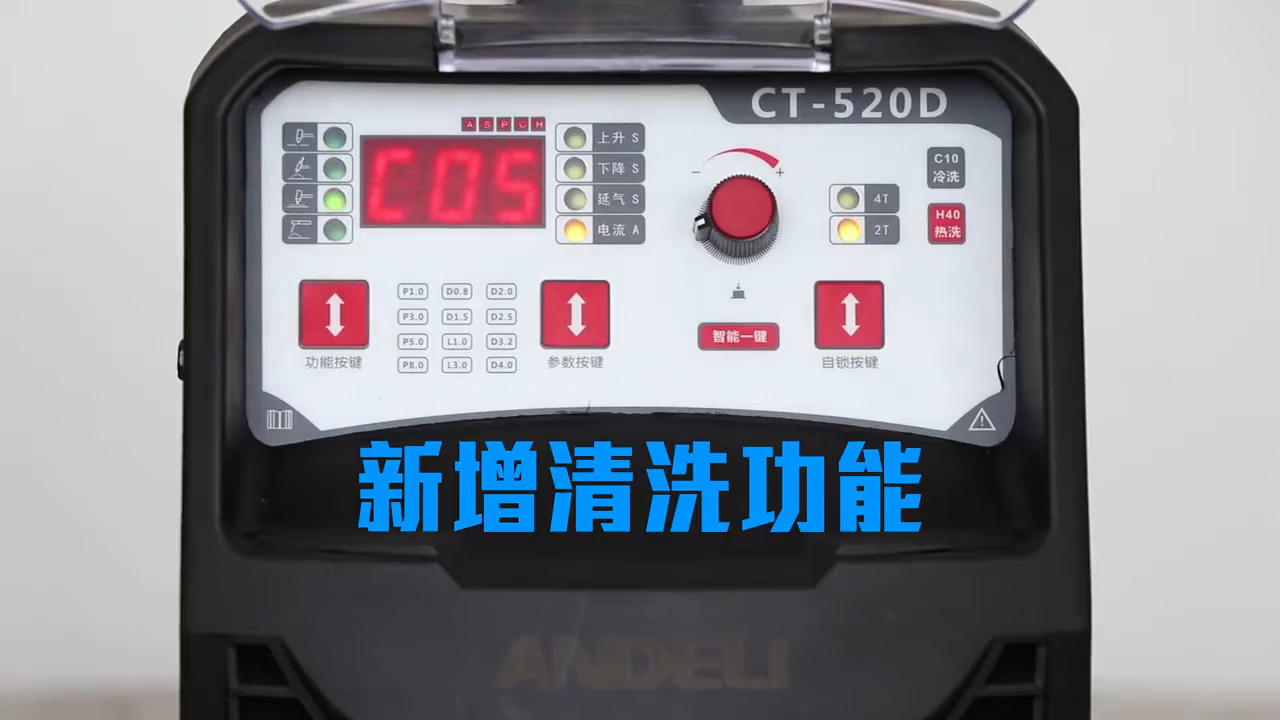 CT-520D
A S P C H
C05
上升 S
下降 S
延气 S
电流 A
- +
4T
2T
C10
冷洗
H40
热洗
P1.0 D0.8 D2.0
P3.0 D1.5 D2.5
P5.0 L1.0 D3.2
P8.0 L3.0 D4.0
功能按键
参数按键
智能一键
自锁按键
新增清洗功能
ANDELI